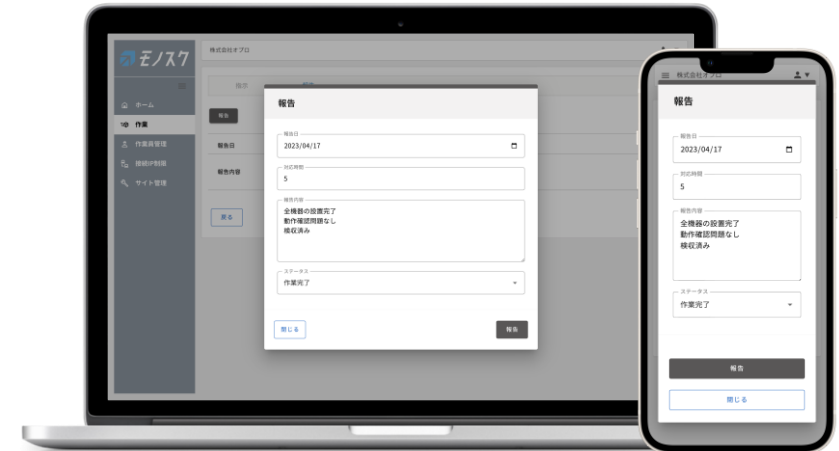 モノスク
株式会社オプロ
ホーム
作業
作業員管理
接続IP制限
サイト管理
指示
報告
報告日
報告内容
戻る
報告
報告日
2023/04/17
対応時間
5
報告内容
全機器の設置完了
動作確認問題なし
検収済み
ステータス
作業完了
閉じる
報告
株式会社オプロ
報告
報告日
2023/04/17
対応時間
5
報告内容
全機器の設置完了
動作確認問題なし
検収済み
ステータス
作業完了
報告
閉じる